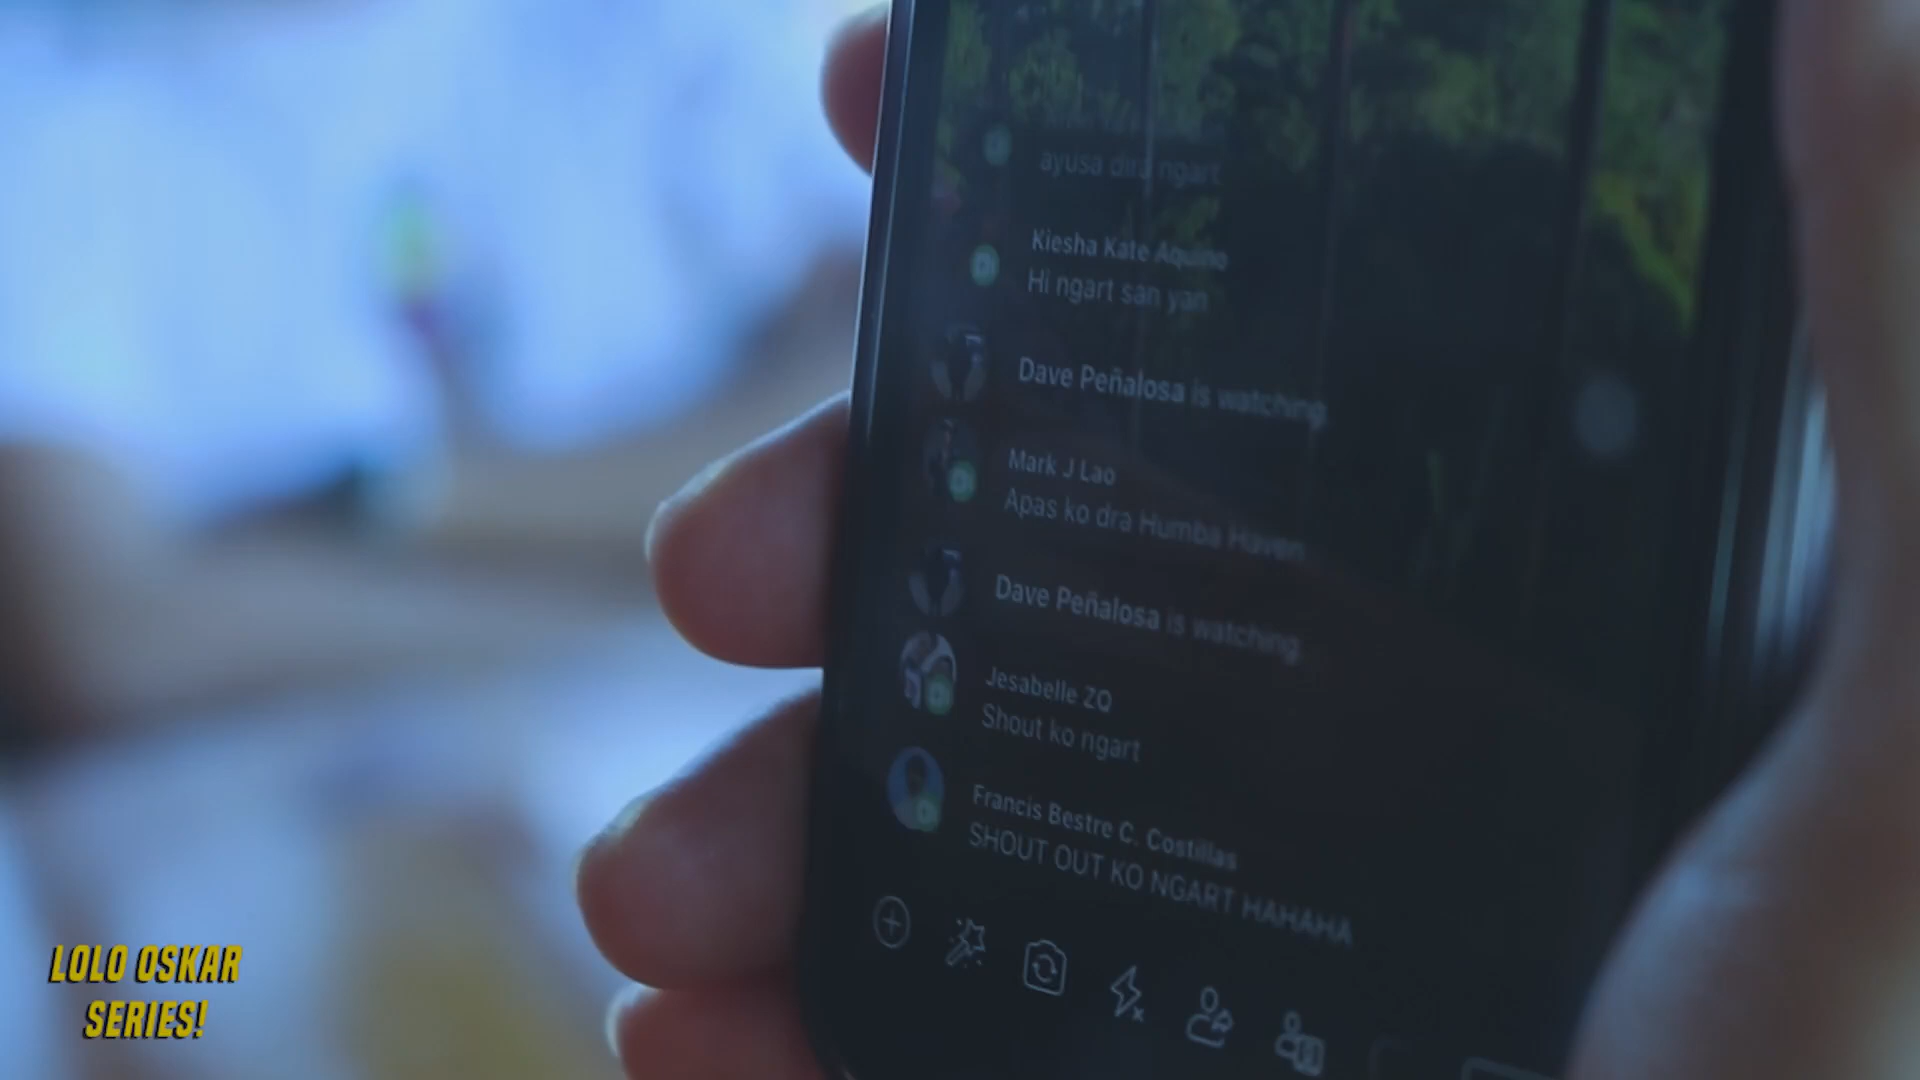 ayusa dira ngart
Kiesha Kate Aquino
Hi ngart san yan
Dave Peñalosa is watching.
Mark J Lao
Apas ko dra Humba Haven
Dave Peñalosa is watching.
Jesabelle ZQ
Shout ko ngart
Francis Bestre C. Costillas
SHOUT OUT KO NGART HAHAHA
LOLO OSKAR
SERIES!